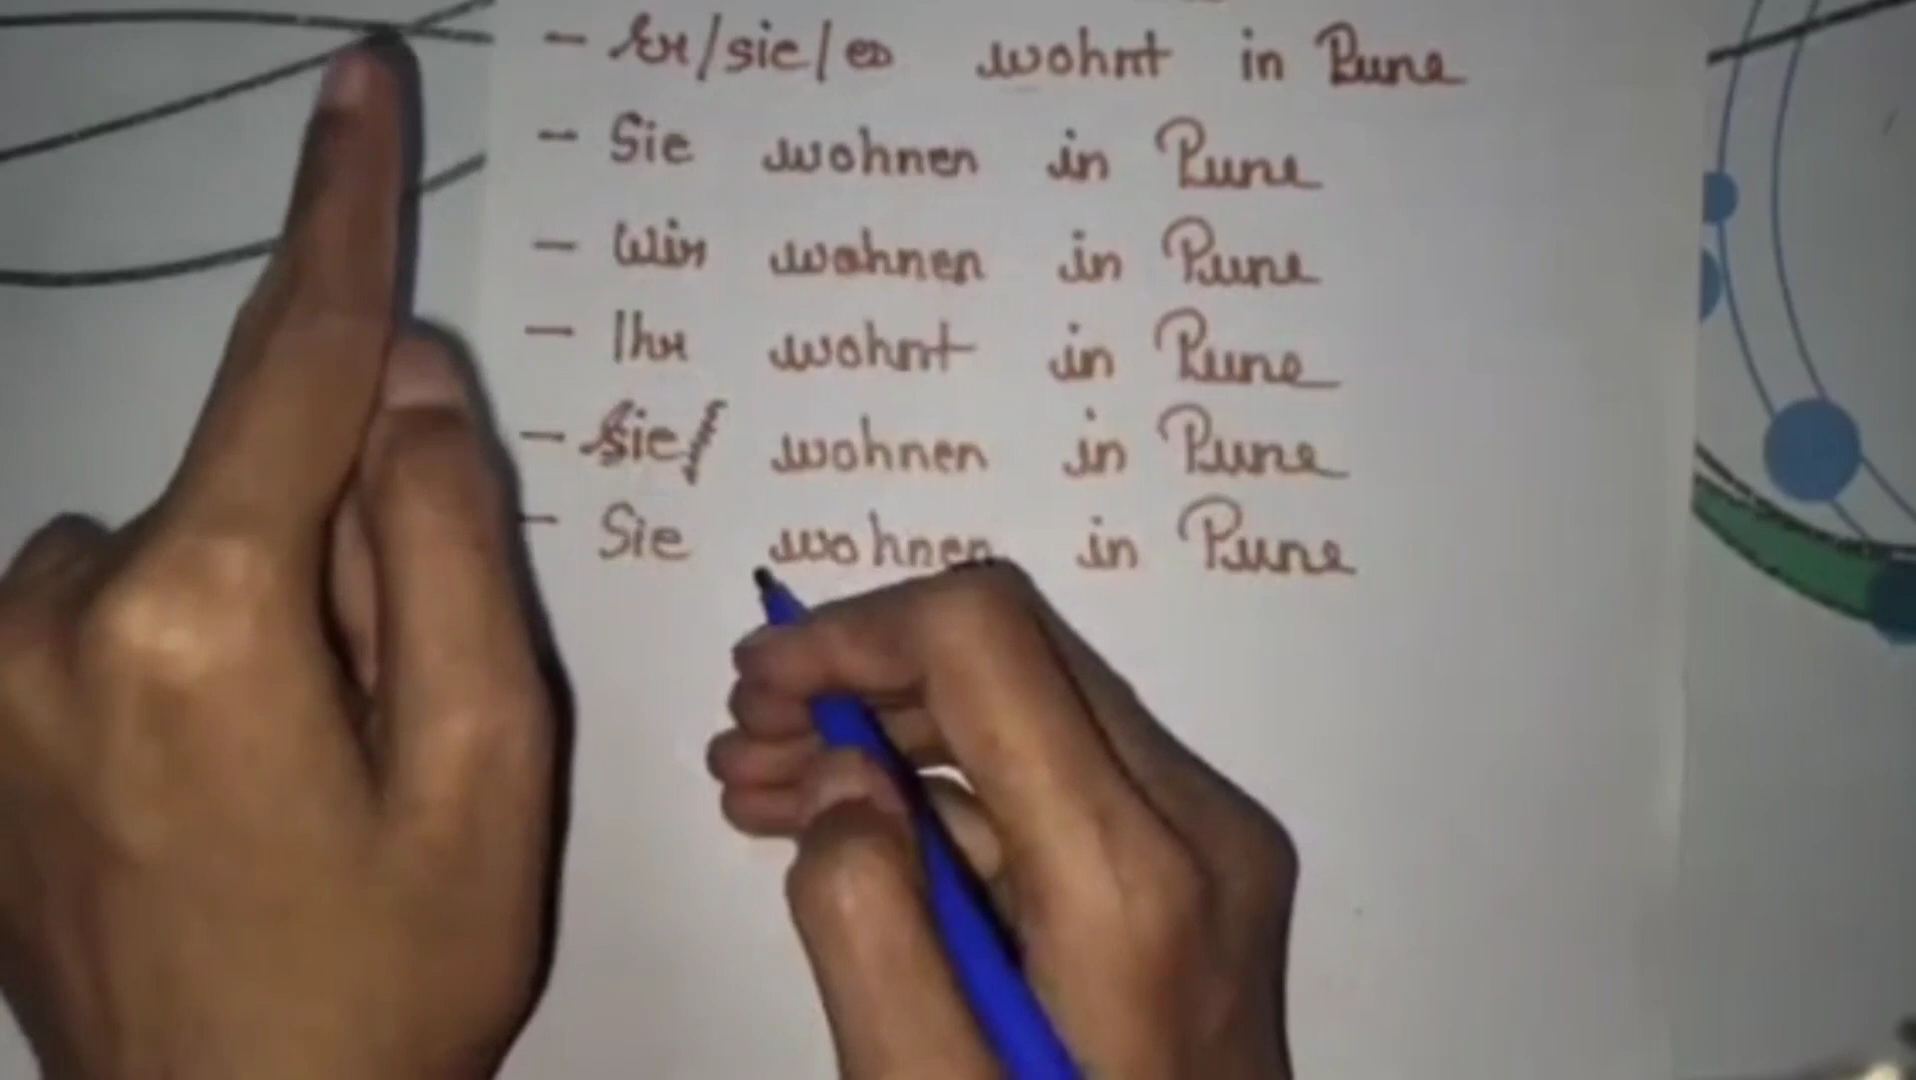 - Er/sie/es wohnt in Pune
- Sie wohnen in Pune
- Wir wohnen in Pune
- Ihr wohnt in Pune
- sie/ wohnen in Pune
- Sie wohnen in Pune